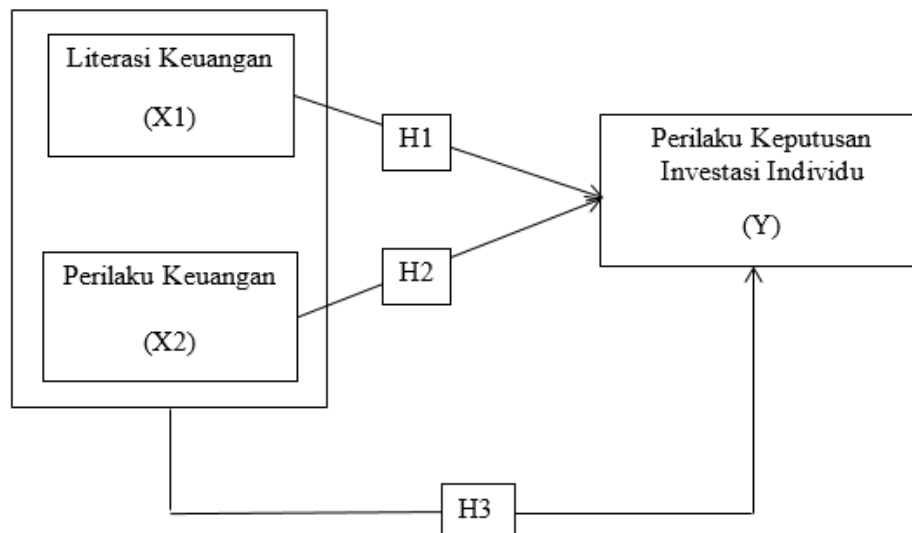 Literasi Keuangan
(X1)
H1
Perilaku Keputusan
Investasi Individu
(Y)
Perilaku Keuangan
(X2)
H2
H3